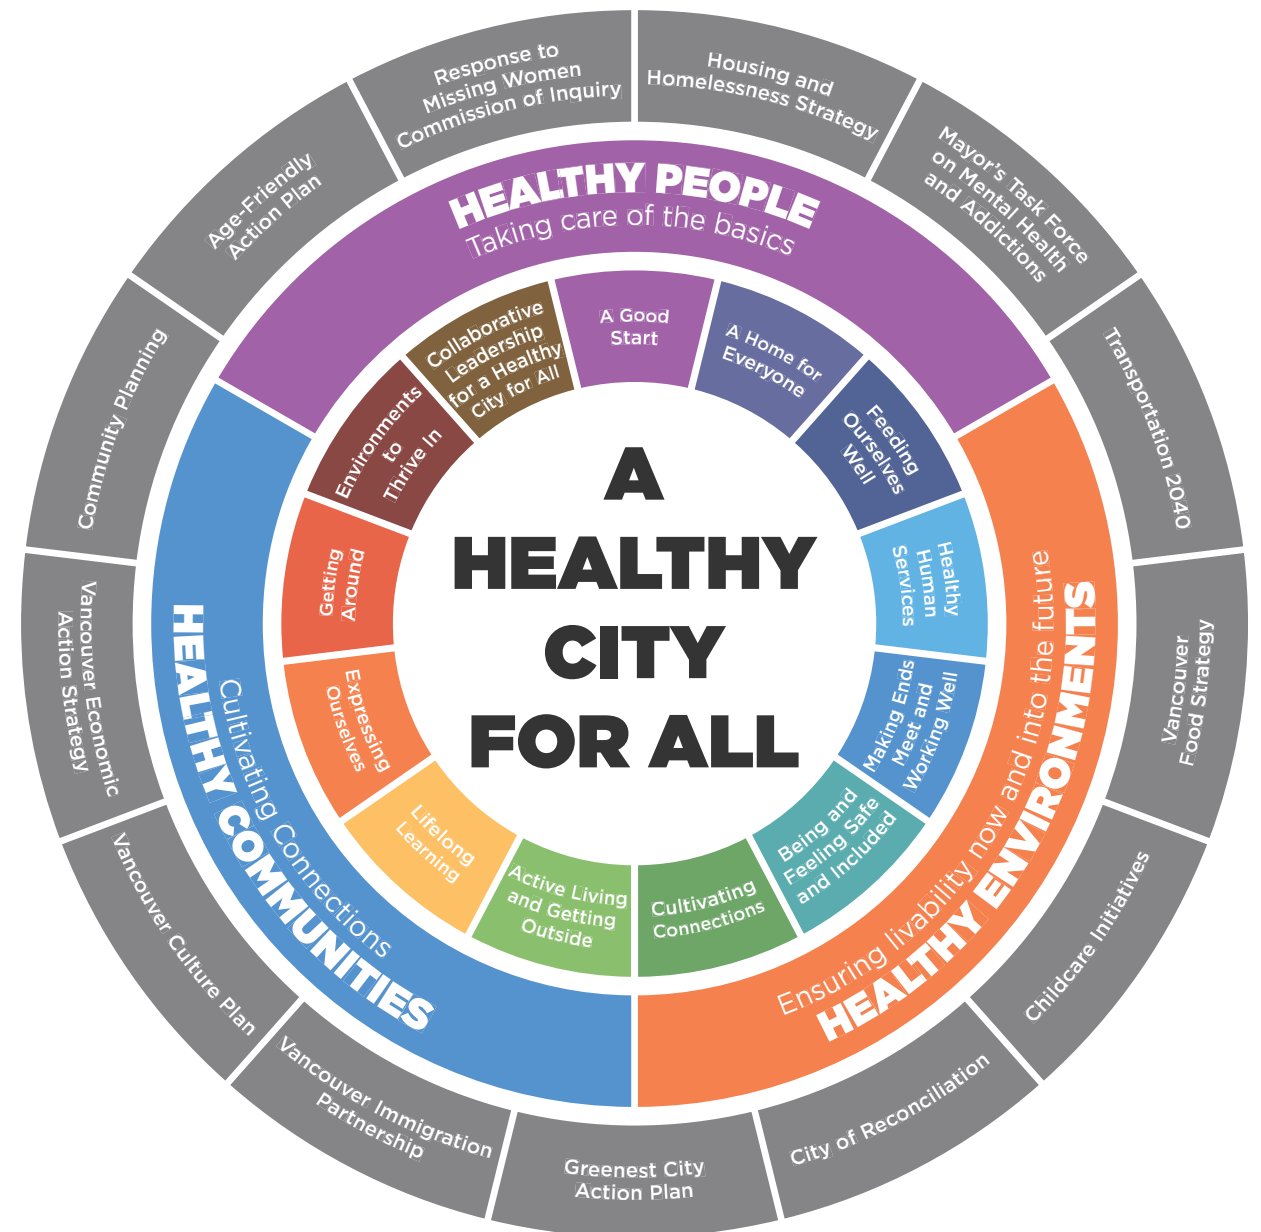 Response to
Missing Women
Commission of Inquiry
Housing and
Homelessness Strategy
Mayor's Task Force
on Mental Health
and Addictions
Transportation 2040
Vancouver
Food Strategy
Childcare Initiatives
City of Reconciliation
Greenest City
Action Plan
Vancouver Immigration
Partnership
Vancouver Culture Plan
Vancouver Economic
Action Strategy
Community Planning
Age-Friendly
Action Plan
HEALTHY PEOPLE
Taking care of the basics
Ensuring livability now and into the future
HEALTHY ENVIRONMENTS
Cultivating Connections
HEALTHY COMMUNITIES
A Good
Start
A Home for
Everyone
Feeding
Ourselves
Well
Healthy
Human
Services
Making Ends
Meet and
Working Well
Being and
Feeling Safe
and Included
Cultivating
Connections
Active Living
and Getting
Outside
Lifelong
Learning
Expressing
Ourselves
Getting
Around
Environments
to
Thrive In
Collaborative
Leadership
for a Healthy
City for All
A
HEALTHY
CITY
FOR ALL